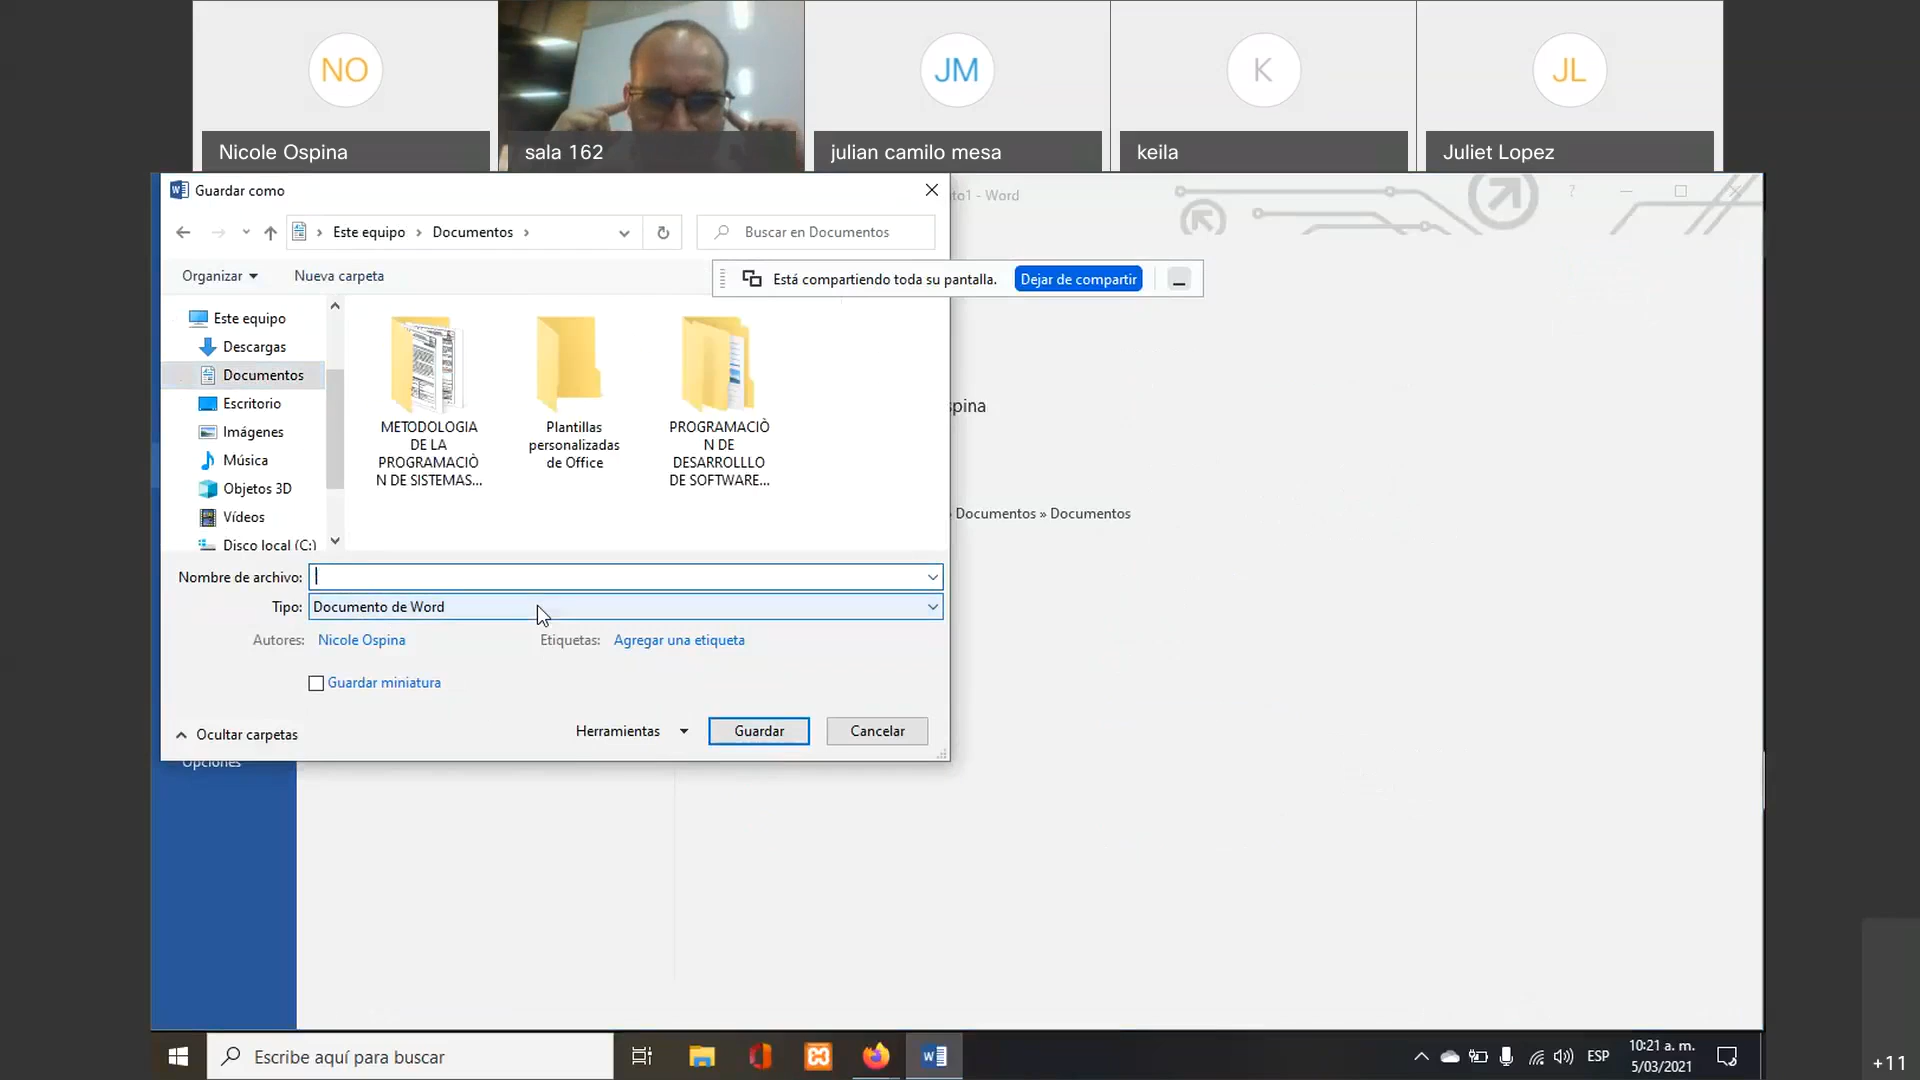 NO
JM
K
JL
Nicole Ospina
sala 162
julian camilo mesa
keila
Juliet Lopez
Guardar como
to1 - Word
Este equipo
Documentos
Buscar en Documentos
Organizar
Nueva carpeta
Está compartiendo toda su pantalla.
Dejar de compartir
Este equipo
Descargas
Documentos
Escritorio
Imágenes
Música
Objetos 3D
Vídeos
Disco local (C:)
METODOLOGIA
DE LA
PROGRAMACIÒ
N DE SISTEMAS...
Plantillas
personalizadas
de Office
PROGRAMACIÒ
N DE
DESARROLLLO
DE SOFTWARE...
pina
Documentos » Documentos
Nombre de archivo:
Tipo: Documento de Word
Autores: Nicole Ospina
Etiquetas: Agregar una etiqueta
Guardar miniatura
Ocultar carpetas
Herramientas
Guardar
Cancelar
Opciones
Escribe aquí para buscar
ESP
10:21 a. m.
5/03/2021
+11